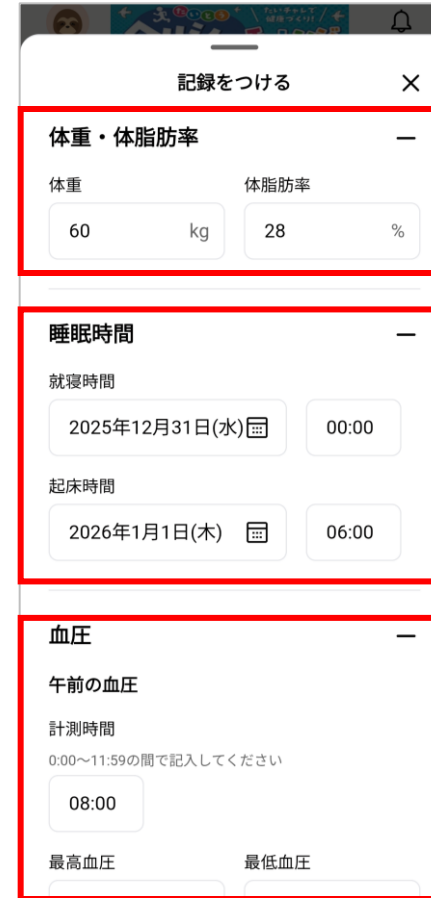 記録をつける ×
体重・体脂肪率 −
体重 体脂肪率
60 kg 28 %
睡眠時間 −
就寝時間
2025年12月31日(水) 00:00
起床時間
2026年1月1日(木) 06:00
血圧 −
午前の血圧
計測時間
0:00〜11:59の間で記入してください
08:00
最高血圧 最低血圧